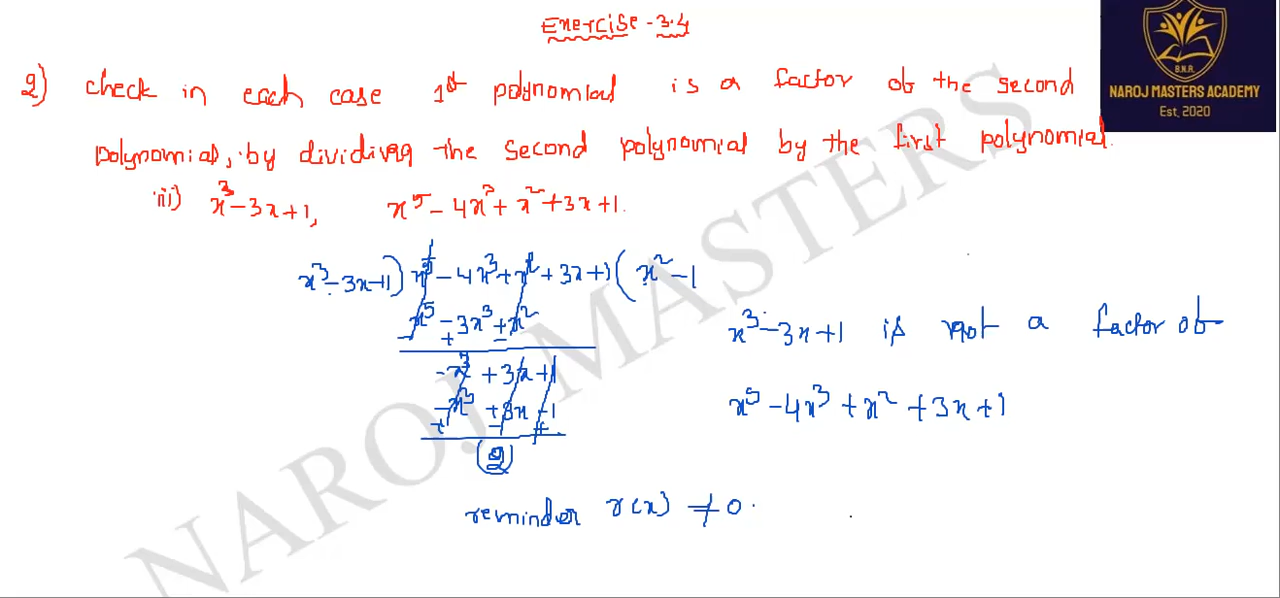 Exercise - 3.4
B.N.R.
NAROJ MASTERS ACADEMY
Est, 2020
2) check in each case 1st polynomial is a factor of the second
polynomial, by dividing the second polynomial by the first polynomial.
iii) x³ - 3x + 1, x⁵ - 4x³ + x² + 3x + 1.
x³ - 3x + 1 ) x⁵ - 4x³ + x² + 3x + 1 ( x² - 1
x⁵ - 3x³ + x²
- + -
- x³ + 3x + 1
- x³ + 3x - 1
+ - +
2
reminder r(x) ≠ 0.
x³ - 3x + 1 is not a factor of
x⁵ - 4x³ + x² + 3x + 1
NAROJ MASTERS